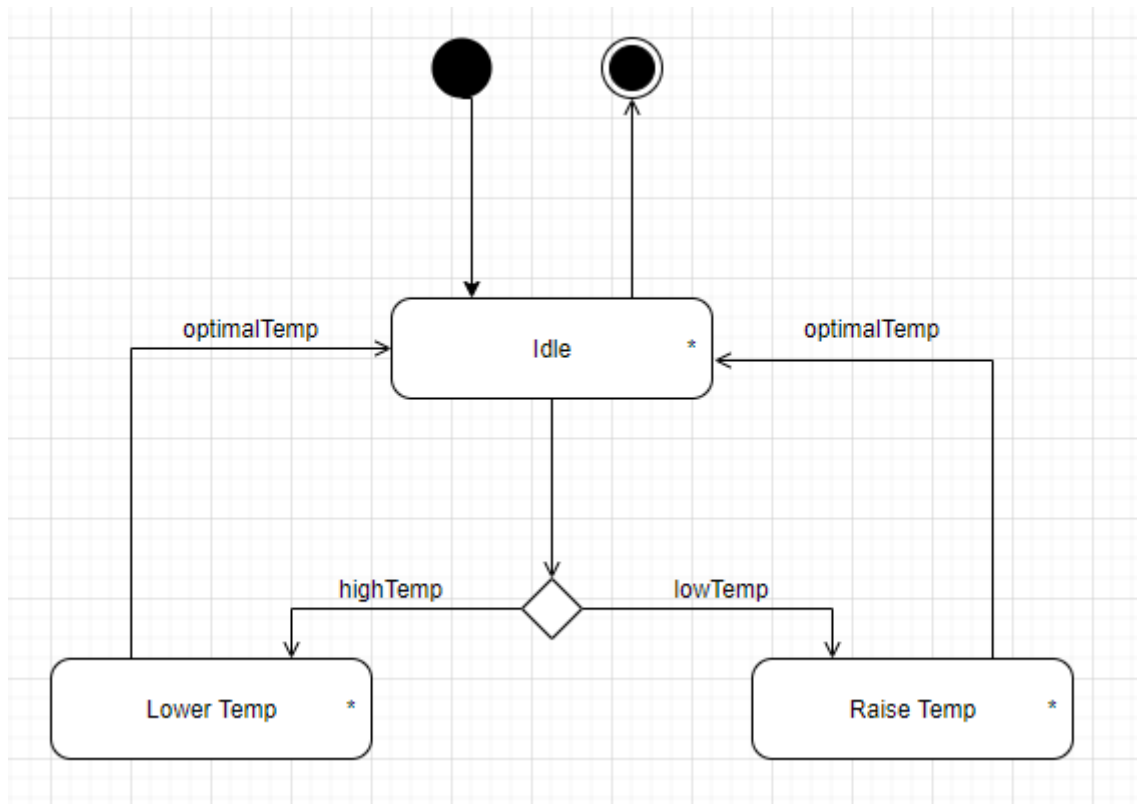 optimalTemp
optimalTemp
Idle *
highTemp
lowTemp
Lower Temp *
Raise Temp *